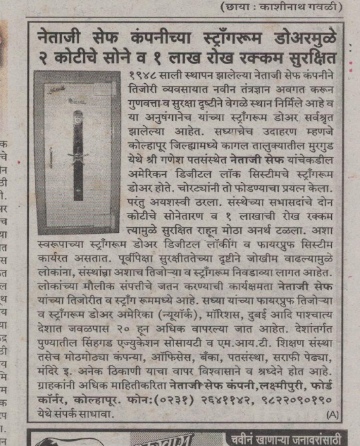 (छाया : काशीनाथ गवळी)
नेताजी सेफ कंपनीच्या स्ट्राँगरूम डोअरमुळे
२ कोटीचे सोने व १ लाख रोख रक्कम सुरक्षित
१९४८ साली स्थापन झालेल्या नेताजी सेफ कंपनीने
तिजोरी व्यवसायात नवीन तंत्रज्ञान अवगत करून
गुणवत्ता व सुरक्षा दृष्टीने वेगळे स्थान निर्मिले आहे व
या अनुषंगानेच यांच्या स्ट्राँगरूम डोअर सर्वश्रृत
झालेल्या आहेत. सध्याचेच उदाहरण म्हणजे
कोल्हापूर जिल्ह्यामध्ये कागल तालुक्यातील मुरगुड
येथे श्री गणेश पतसंस्थेत नेताजी सेफ यांचेकडील
अमेरिकन डिजीटल लॉक सिस्टीमचे स्ट्राँगरूम
डोअर होते. चोरट्यांनी तो फोडण्याचा प्रयत्न केला.
परंतु अयशस्वी ठरला. संस्थेच्या सभासदांचे दोन
कोटीचे सोनेतारण व १ लाखाची रोख रक्कम
त्यामुळे सुरक्षित राहून मोठा अनर्थ टळला. अशा
स्वरूपाच्या स्ट्राँगरूम डोअर डिजीटल लॉकींग व फायरप्रुफ सिस्टीम
कार्यरत असतात. पूर्वीपेक्षा सुरक्षीततेच्या दृष्टीने जोखीम वाढल्यामुळे
लोकांना, संस्थांना अशाच तिजोऱ्या व स्ट्राँगरूम निवडाव्या लागत आहेत.
लोकांच्या मौलीक संपत्तीचे जतन करण्याची कार्यक्षमता नेताजी सेफ
यांच्या तिजोरीत व स्ट्राँग रूममध्ये आहे. सध्या यांच्या फायरप्रुफ तिजोऱ्या
व स्ट्राँगरूम डोअर अमेरिका (न्यूयॉर्क), मॉरिशस, दुबई आदि पाश्चात्य
देशात जवळपासं २० हून अधिक वापरल्या जात आहेत. देशांतर्गत
पुण्यातील सिंहगड एज्युकेशन सोसायटी व एम.आय.टी. शिक्षण संस्था
तसेच मोठमोठ्या कंपन्या, ऑफिसेस, बँका, पतसंस्था, सराफी पेढ्या,
मंदिरे इ. अनेक ठिकाणी याचा वापर विश्वासाने व श्रध्देने होत आहे.
ग्राहकांनी अधिक माहितीकरिता नेताजी सेफ कंपनी,लक्ष्मीपुरी, फोर्ड
कॉर्नर, कोल्हापूर. फोनः(०२३१) २६४११४२, ९८२२०९०१९०
येथे संपर्क साधावा. (A)
चवीनं खाणाऱ्या जनावरांसाठी